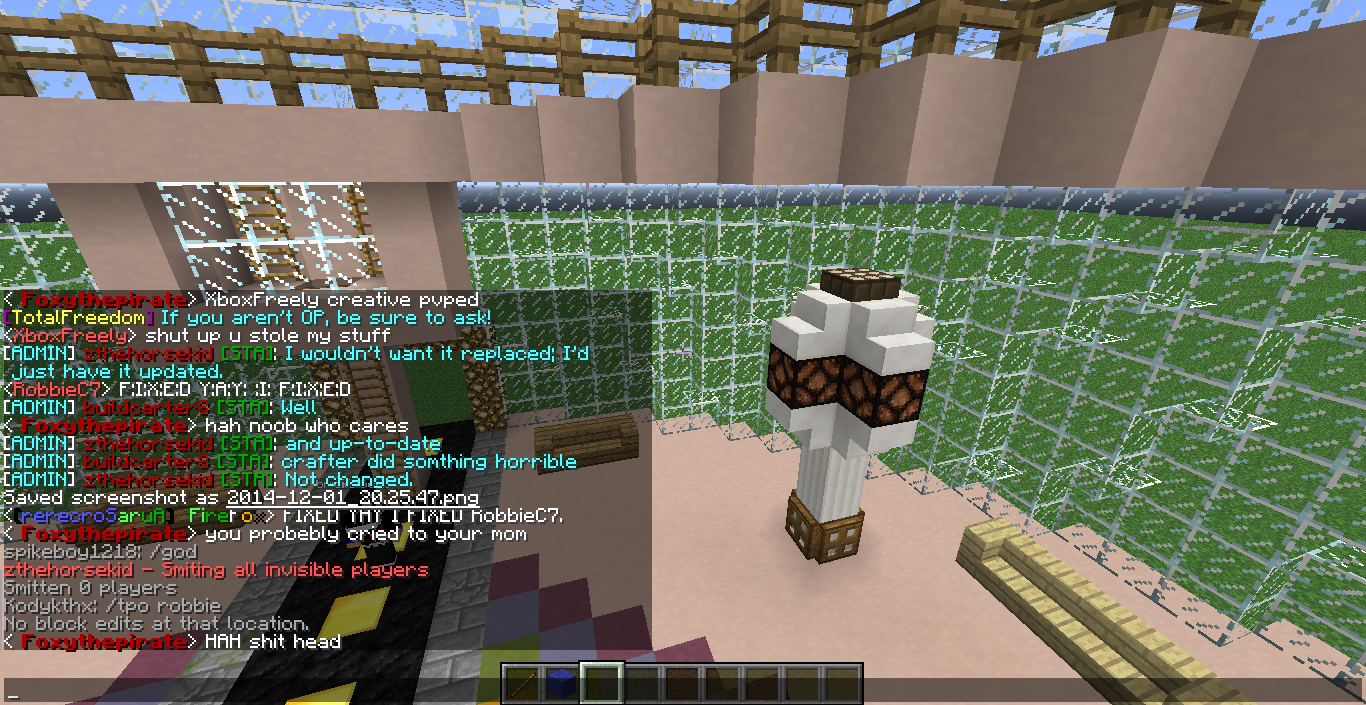 < Foxythepirate> XboxFreely creative pvped
[TotalFreedom] If you aren't OP, be sure to ask!
<XboxFreely> shut up u stole my stuff
[ADMIN] zthehorsekid [STA]: I wouldn't want it replaced; I'd
just have it updated.
<RobbieC7> F:I:X:E:D Y:A:Y: :I: F:I:X:E:D
[ADMIN] buildcarter8 [STA]: Well
< Foxythepirate> hah noob who cares
[ADMIN] zthehorsekid [STA]: and up-to-date
[ADMIN] buildcarter8 [STA]: crafter did somthing horrible
[ADMIN] zthehorsekid [STA]: Not changed.
Saved screenshot as 2014-12-01_20.25.47.png
FIXED YAY I FIXED RobbieC7.
< Foxythepirate> you probebly cried to your mom
spikeboy1218: /god
zthehorsekid - Smiting all invisible players
Smitten 0 players
Kodykthx: /tpo robbie
No block edits at that location.
< Foxythepirate> HAH shit head
_